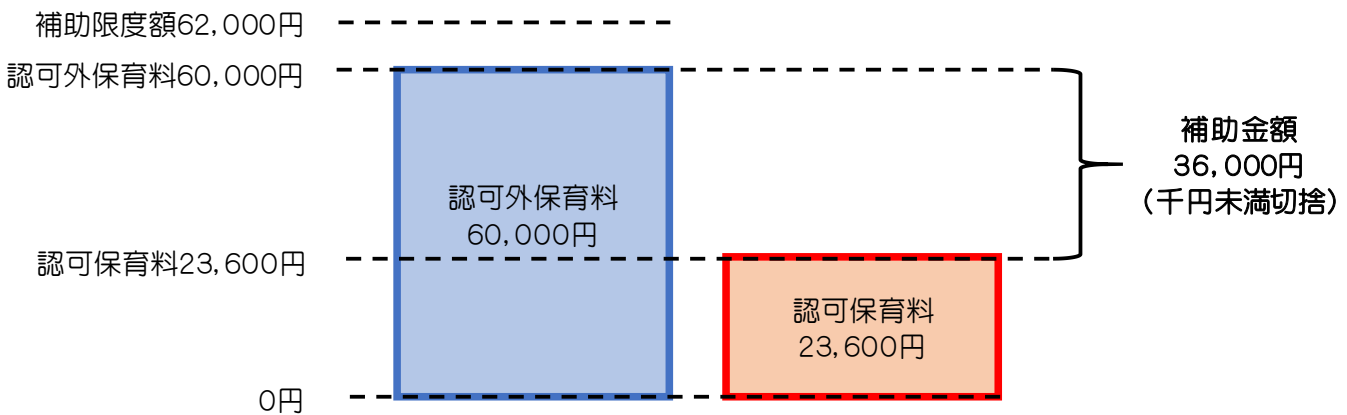 補助限度額62,000円
認可外保育料60,000円
補助金額
36,000円
(千円未満切捨)
認可外保育料
60,000円
認可保育料23,600円
認可保育料
23,600円
0円